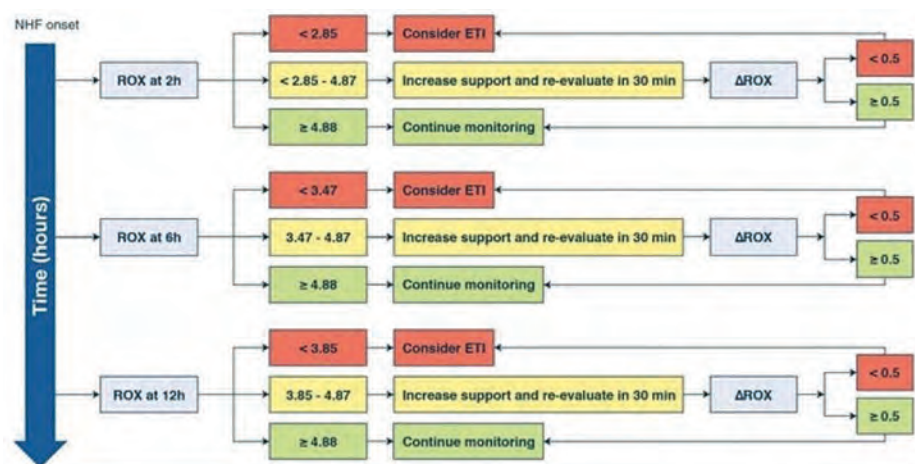 NHF onset
Time (hours)
ROX at 2h
< 2.85
Consider ETI
< 2.85 - 4.87
Increase support and re-evaluate in 30 min
ΔROX
< 0.5
≥ 0.5
≥ 4.88
Continue monitoring
ROX at 6h
< 3.47
Consider ETI
3.47 - 4.87
Increase support and re-evaluate in 30 min
ΔROX
< 0.5
≥ 0.5
≥ 4.88
Continue monitoring
ROX at 12h
< 3.85
Consider ETI
3.85 - 4.87
Increase support and re-evaluate in 30 min
ΔROX
< 0.5
≥ 0.5
≥ 4.88
Continue monitoring